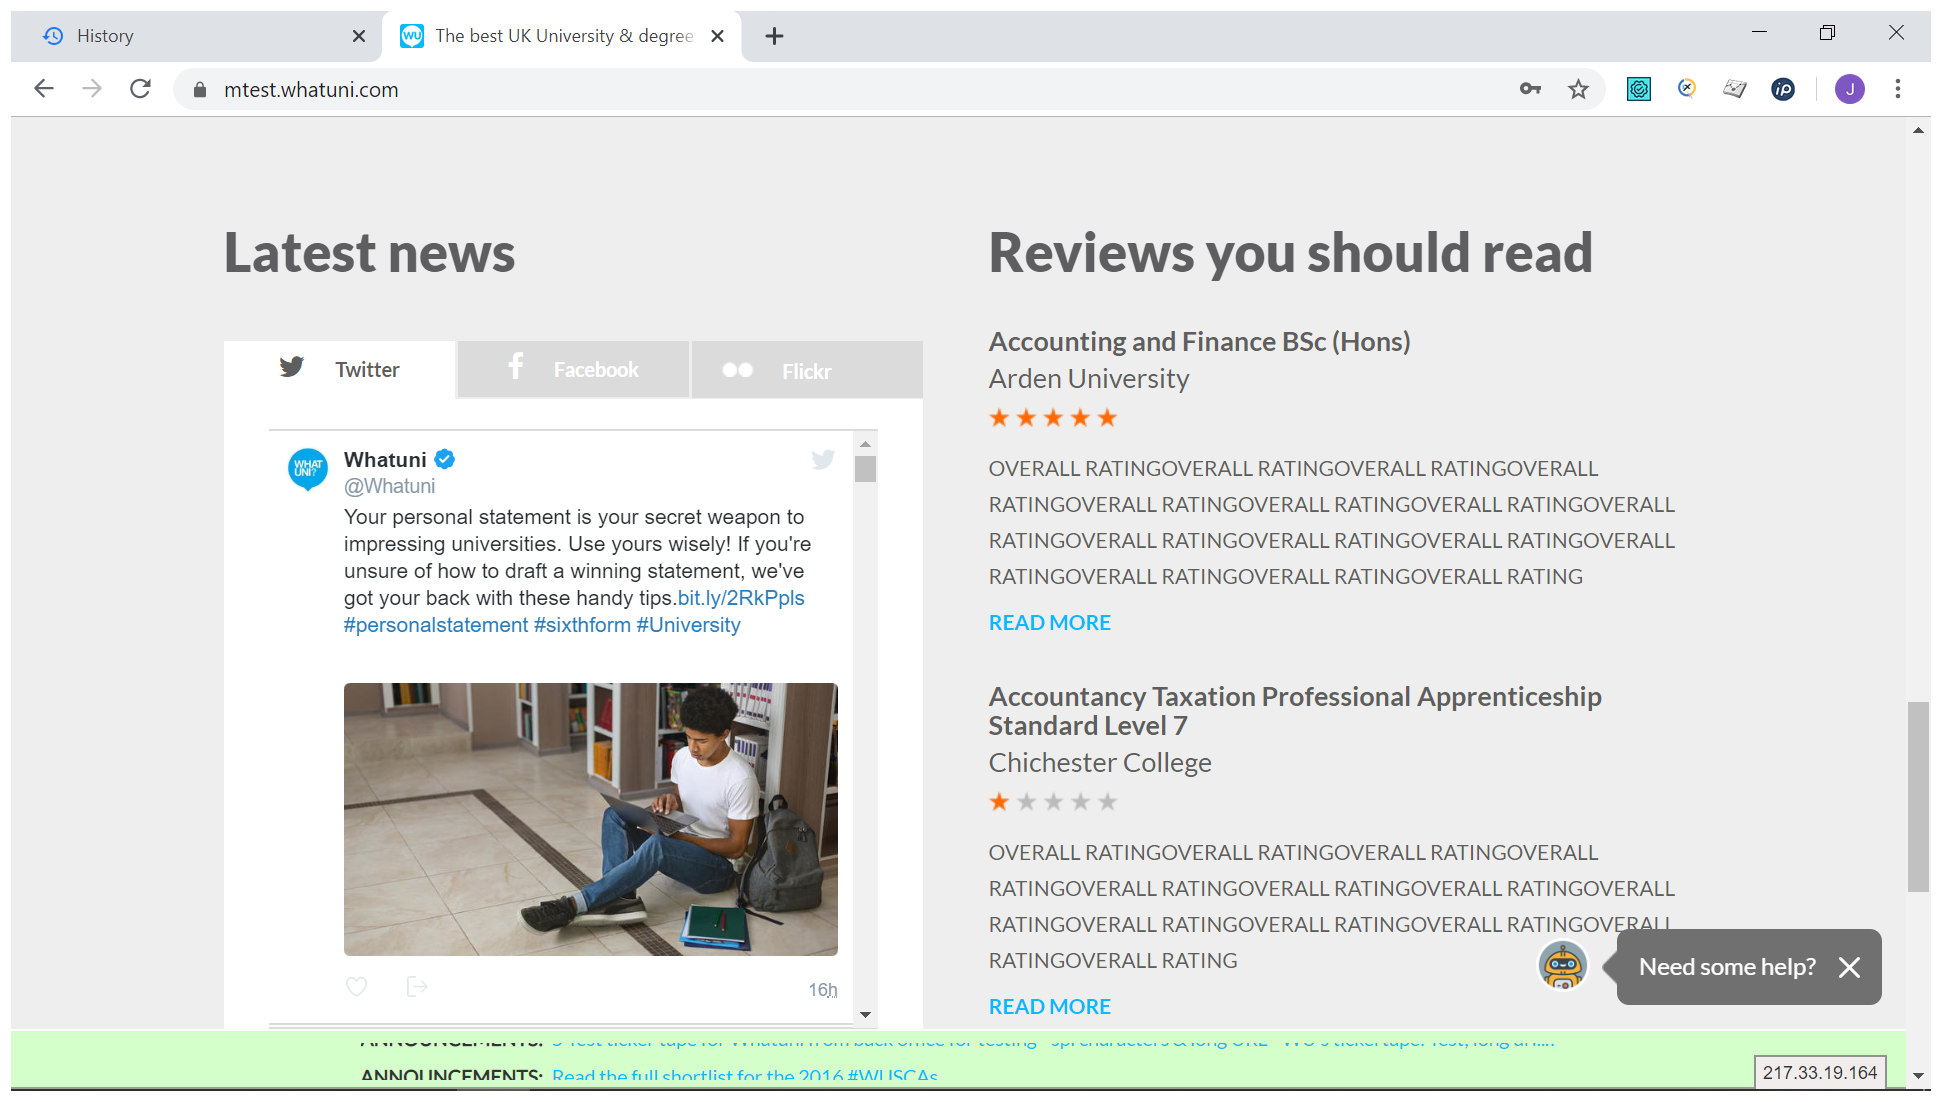 History
The best UK University & degree
mtest.whatuni.com
J
Latest news
Twitter
Facebook
Flickr
WHAT
UNI?
Whatuni
@Whatuni
Your personal statement is your secret weapon to
impressing universities. Use yours wisely! If you're
unsure of how to draft a winning statement, we've
got your back with these handy tips.bit.ly/2RkPpls
#personalstatement #sixthform #University
16h
Reviews you should read
Accounting and Finance BSc (Hons)
Arden University
OVERALL RATINGOVERALL RATINGOVERALL RATINGOVERALL
RATINGOVERALL RATINGOVERALL RATINGOVERALL RATINGOVERALL
RATINGOVERALL RATINGOVERALL RATINGOVERALL RATINGOVERALL
RATINGOVERALL RATINGOVERALL RATINGOVERALL RATING
READ MORE
Accountancy Taxation Professional Apprenticeship
Standard Level 7
Chichester College
OVERALL RATINGOVERALL RATINGOVERALL RATINGOVERALL
RATINGOVERALL RATINGOVERALL RATINGOVERALL RATINGOVERALL
RATINGOVERALL RATINGOVERALL RATINGOVERALL RATINGOVERALL
RATINGOVERALL RATING
READ MORE
Need some help?
ANNOUNCEMENTS:
ANNOUNCEMENTS: Read the full shortlist for the 2016 #WUSCAs
217.33.19.164